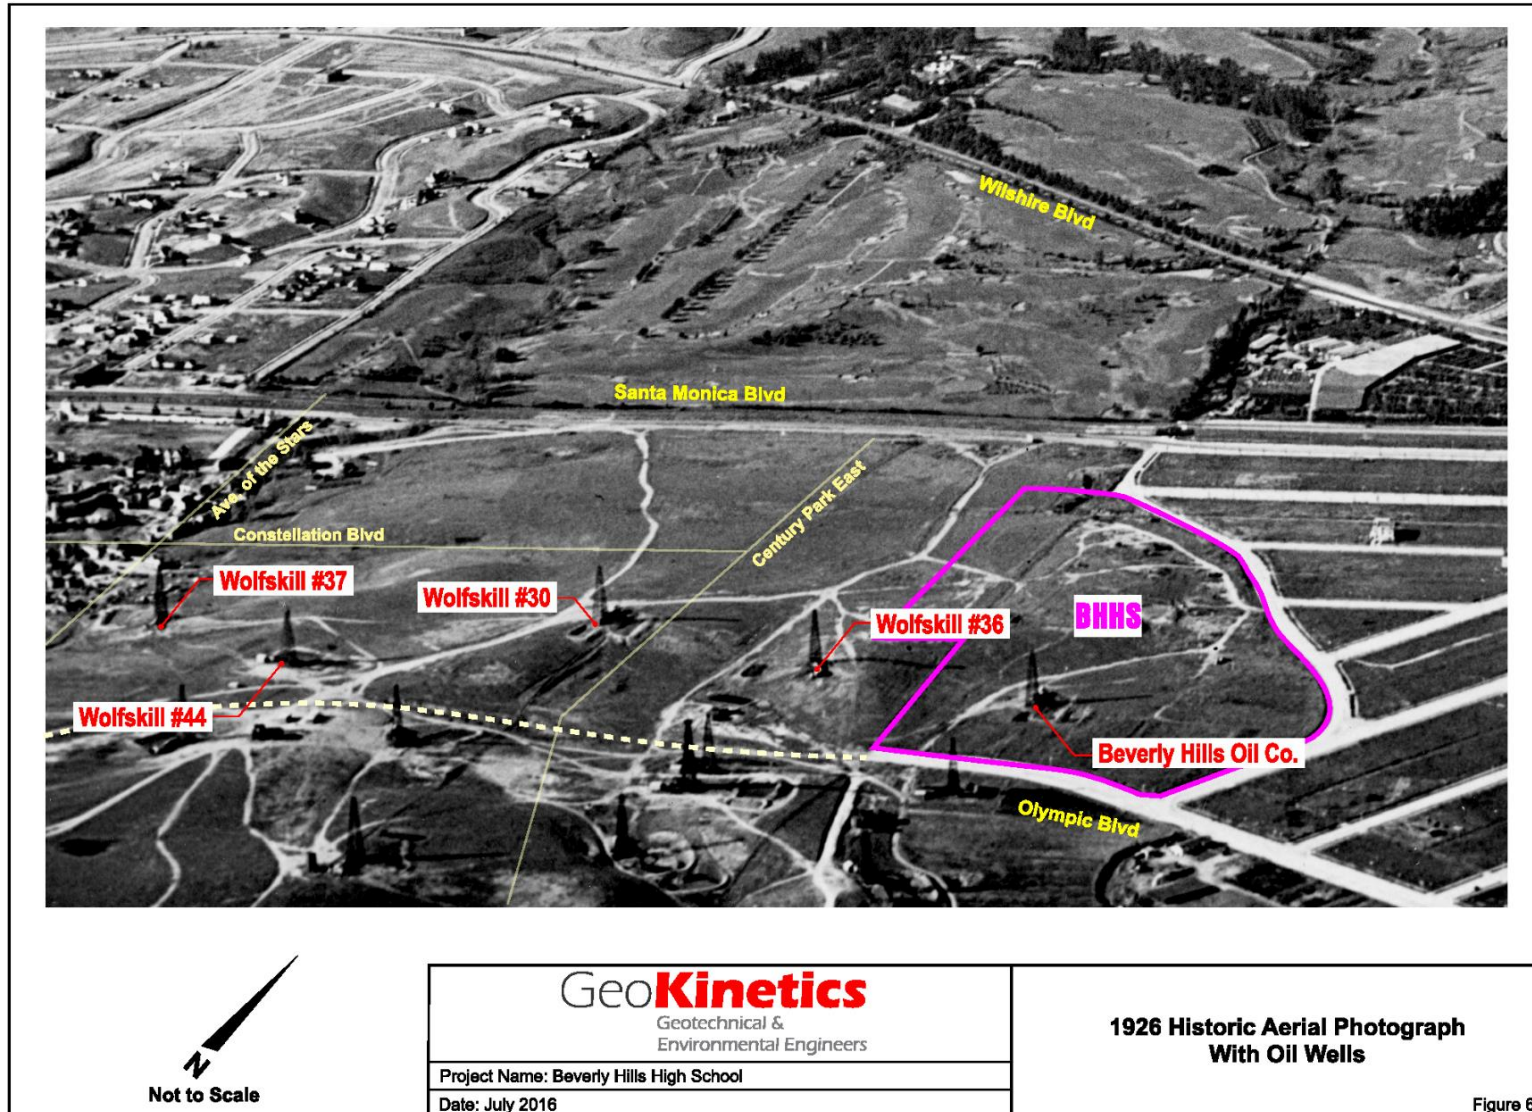 Wilshire Blvd
Santa Monica Blvd
Ave. of the Stars
Century Park East
Constellation Blvd
Wolfskill #37
Wolfskill #30
Wolfskill #36
BHHS
Wolfskill #44
Beverly Hills Oil Co.
Olympic Blvd
N
Not to Scale
GeoKinetics
Geotechnical &
Environmental Engineers
Project Name: Beverly Hills High School
Date: July 2016
1926 Historic Aerial Photograph
With Oil Wells
Figure 6